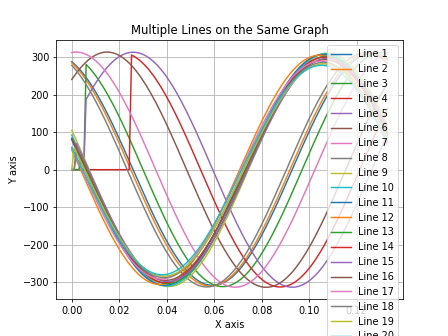 Multiple Lines on the Same Graph
Y axis
300
200
100
0
−100
−200
−300
0.00
0.02
0.04
0.06
0.08
0.10
X axis
Line 1
Line 2
Line 3
Line 4
Line 5
Line 6
Line 7
Line 8
Line 9
Line 10
Line 11
Line 12
Line 13
Line 14
Line 15
Line 16
Line 17
Line 18
Line 19
Line 20